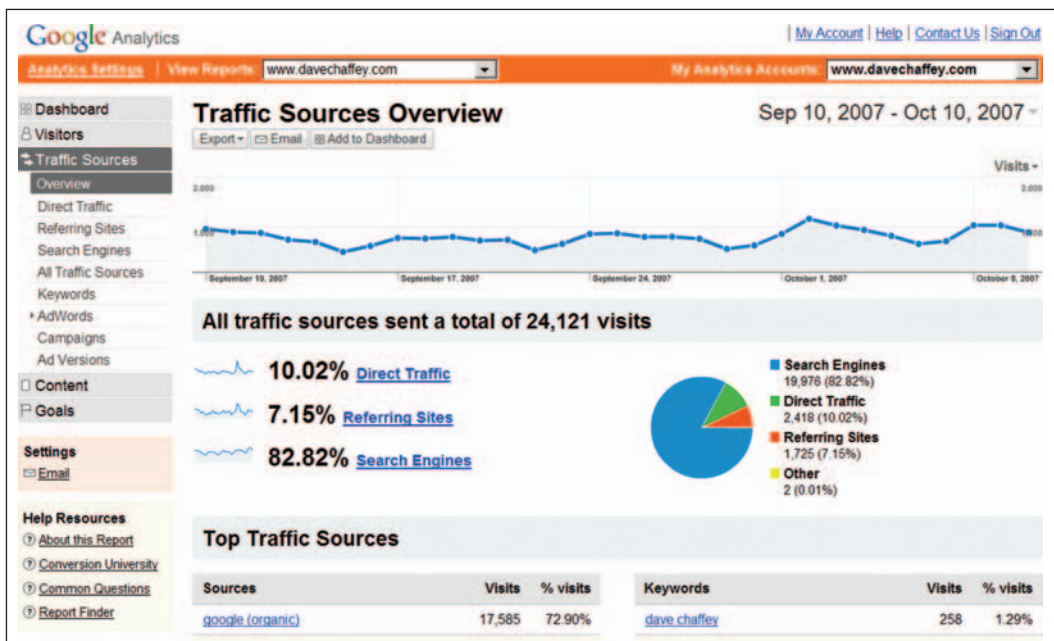 Google Analytics
My Account | Help | Contact Us | Sign Out
Analytics Settings | View Reports: www.davechaffey.com My Analytics Accounts: www.davechaffey.com
Dashboard
Visitors
Traffic Sources
Overview
Direct Traffic
Referring Sites
Search Engines
All Traffic Sources
Keywords
AdWords
Campaigns
Ad Versions
Content
Goals
Settings
Email
Help Resources
About this Report
Conversion University
Common Questions
Report Finder
Traffic Sources Overview
Sep 10, 2007 - Oct 10, 2007
Export Email Add to Dashboard
Visits
2,000 2,000
1,000 1,000
September 10, 2007 September 17, 2007 September 24, 2007 October 1, 2007 October 8, 2007
All traffic sources sent a total of 24,121 visits
10.02% Direct Traffic
7.15% Referring Sites
82.82% Search Engines
Search Engines
19,976 (82.82%)
Direct Traffic
2,418 (10.02%)
Referring Sites
1,725 (7.15%)
Other
2 (0.01%)
Top Traffic Sources
Sources Visits % visits
google (organic) 17,585 72.90%
Keywords Visits % visits
dave chaffey 258 1.29%